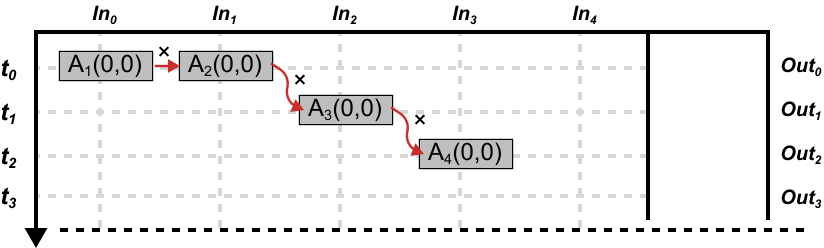 In₀ In₁ In₂ In₃ In₄
t₀ A₁(0,0) × A₂(0,0) Out₀
×
t₁ A₃(0,0) Out₁
×
t₂ A₄(0,0) Out₂
t₃ Out₃